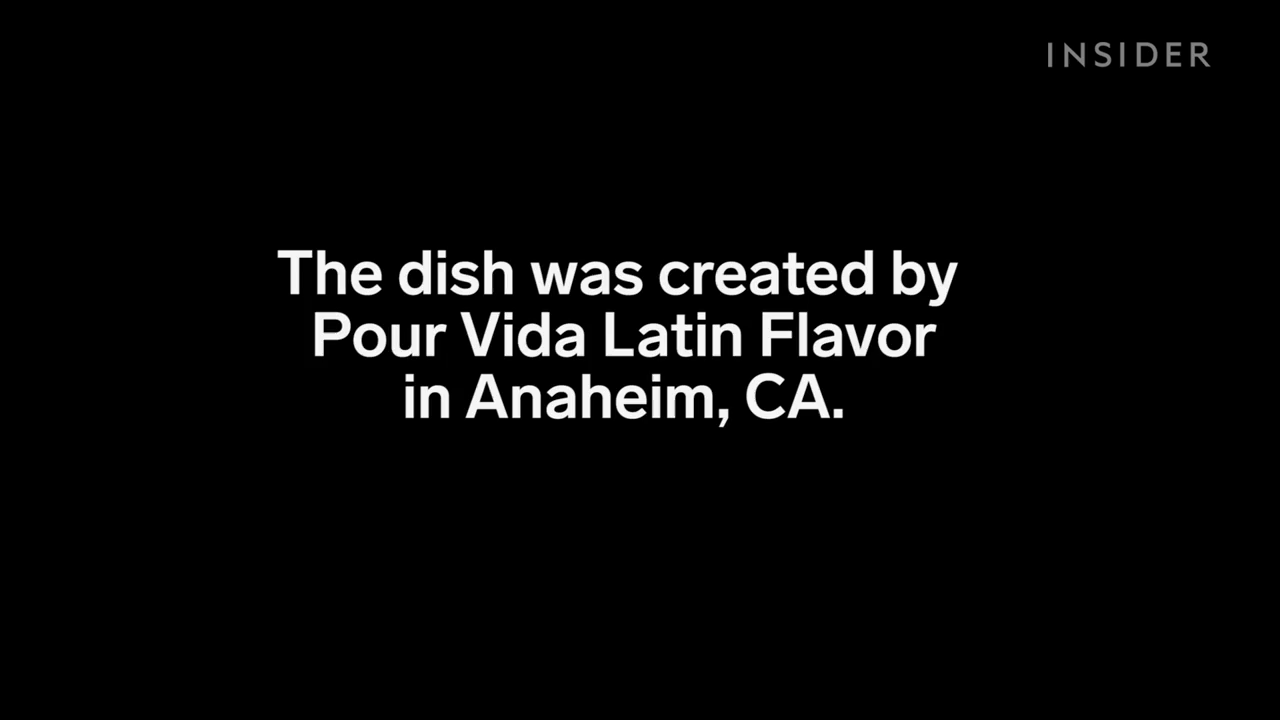 INSIDER
The dish was created by
Pour Vida Latin Flavor
in Anaheim, CA.